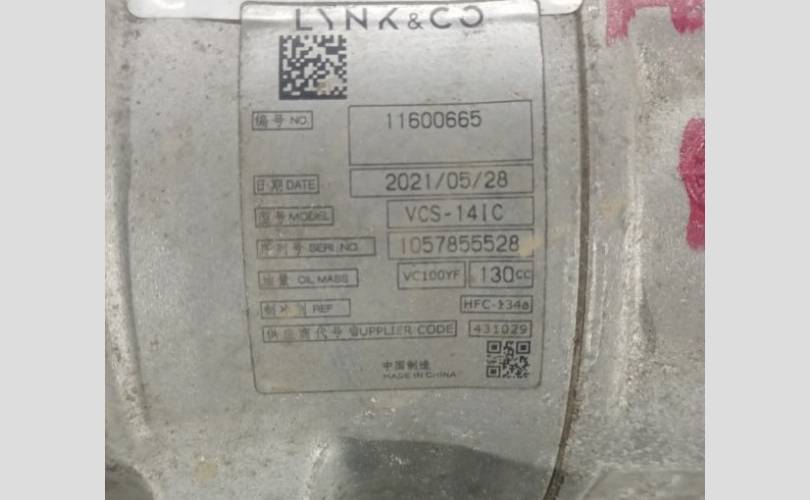 LYNK&CO
编号 NO. 11600665
日期 DATE 2021/05/28
型号 MODEL VCS-14IC
序列号 SERI NO. 1057855528
油量 OIL MASS VC100YF 130CC
制冷剂 REF HFC-134a
供应商代号 SUPPLIER CODE 431029
中国制造
MADE IN CHINA